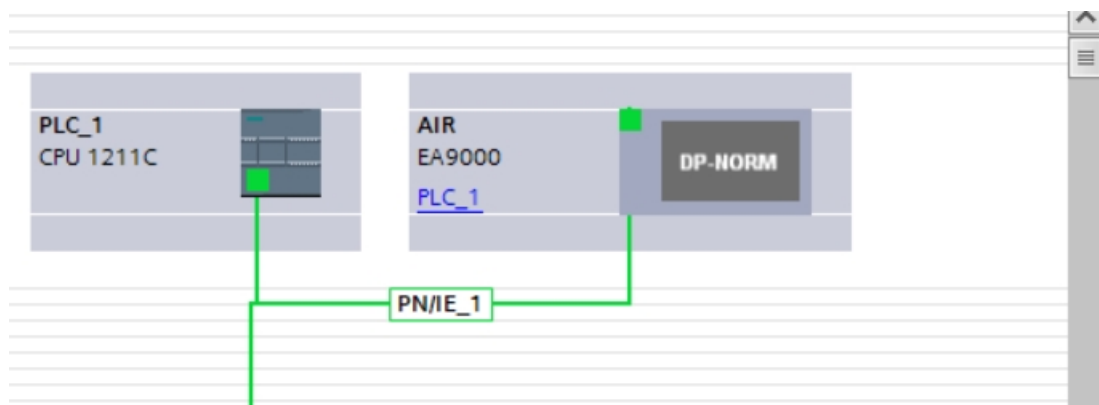 PLC_1
CPU 1211C
AIR
EA9000
PLC_1
DP-NORM
PN/IE_1